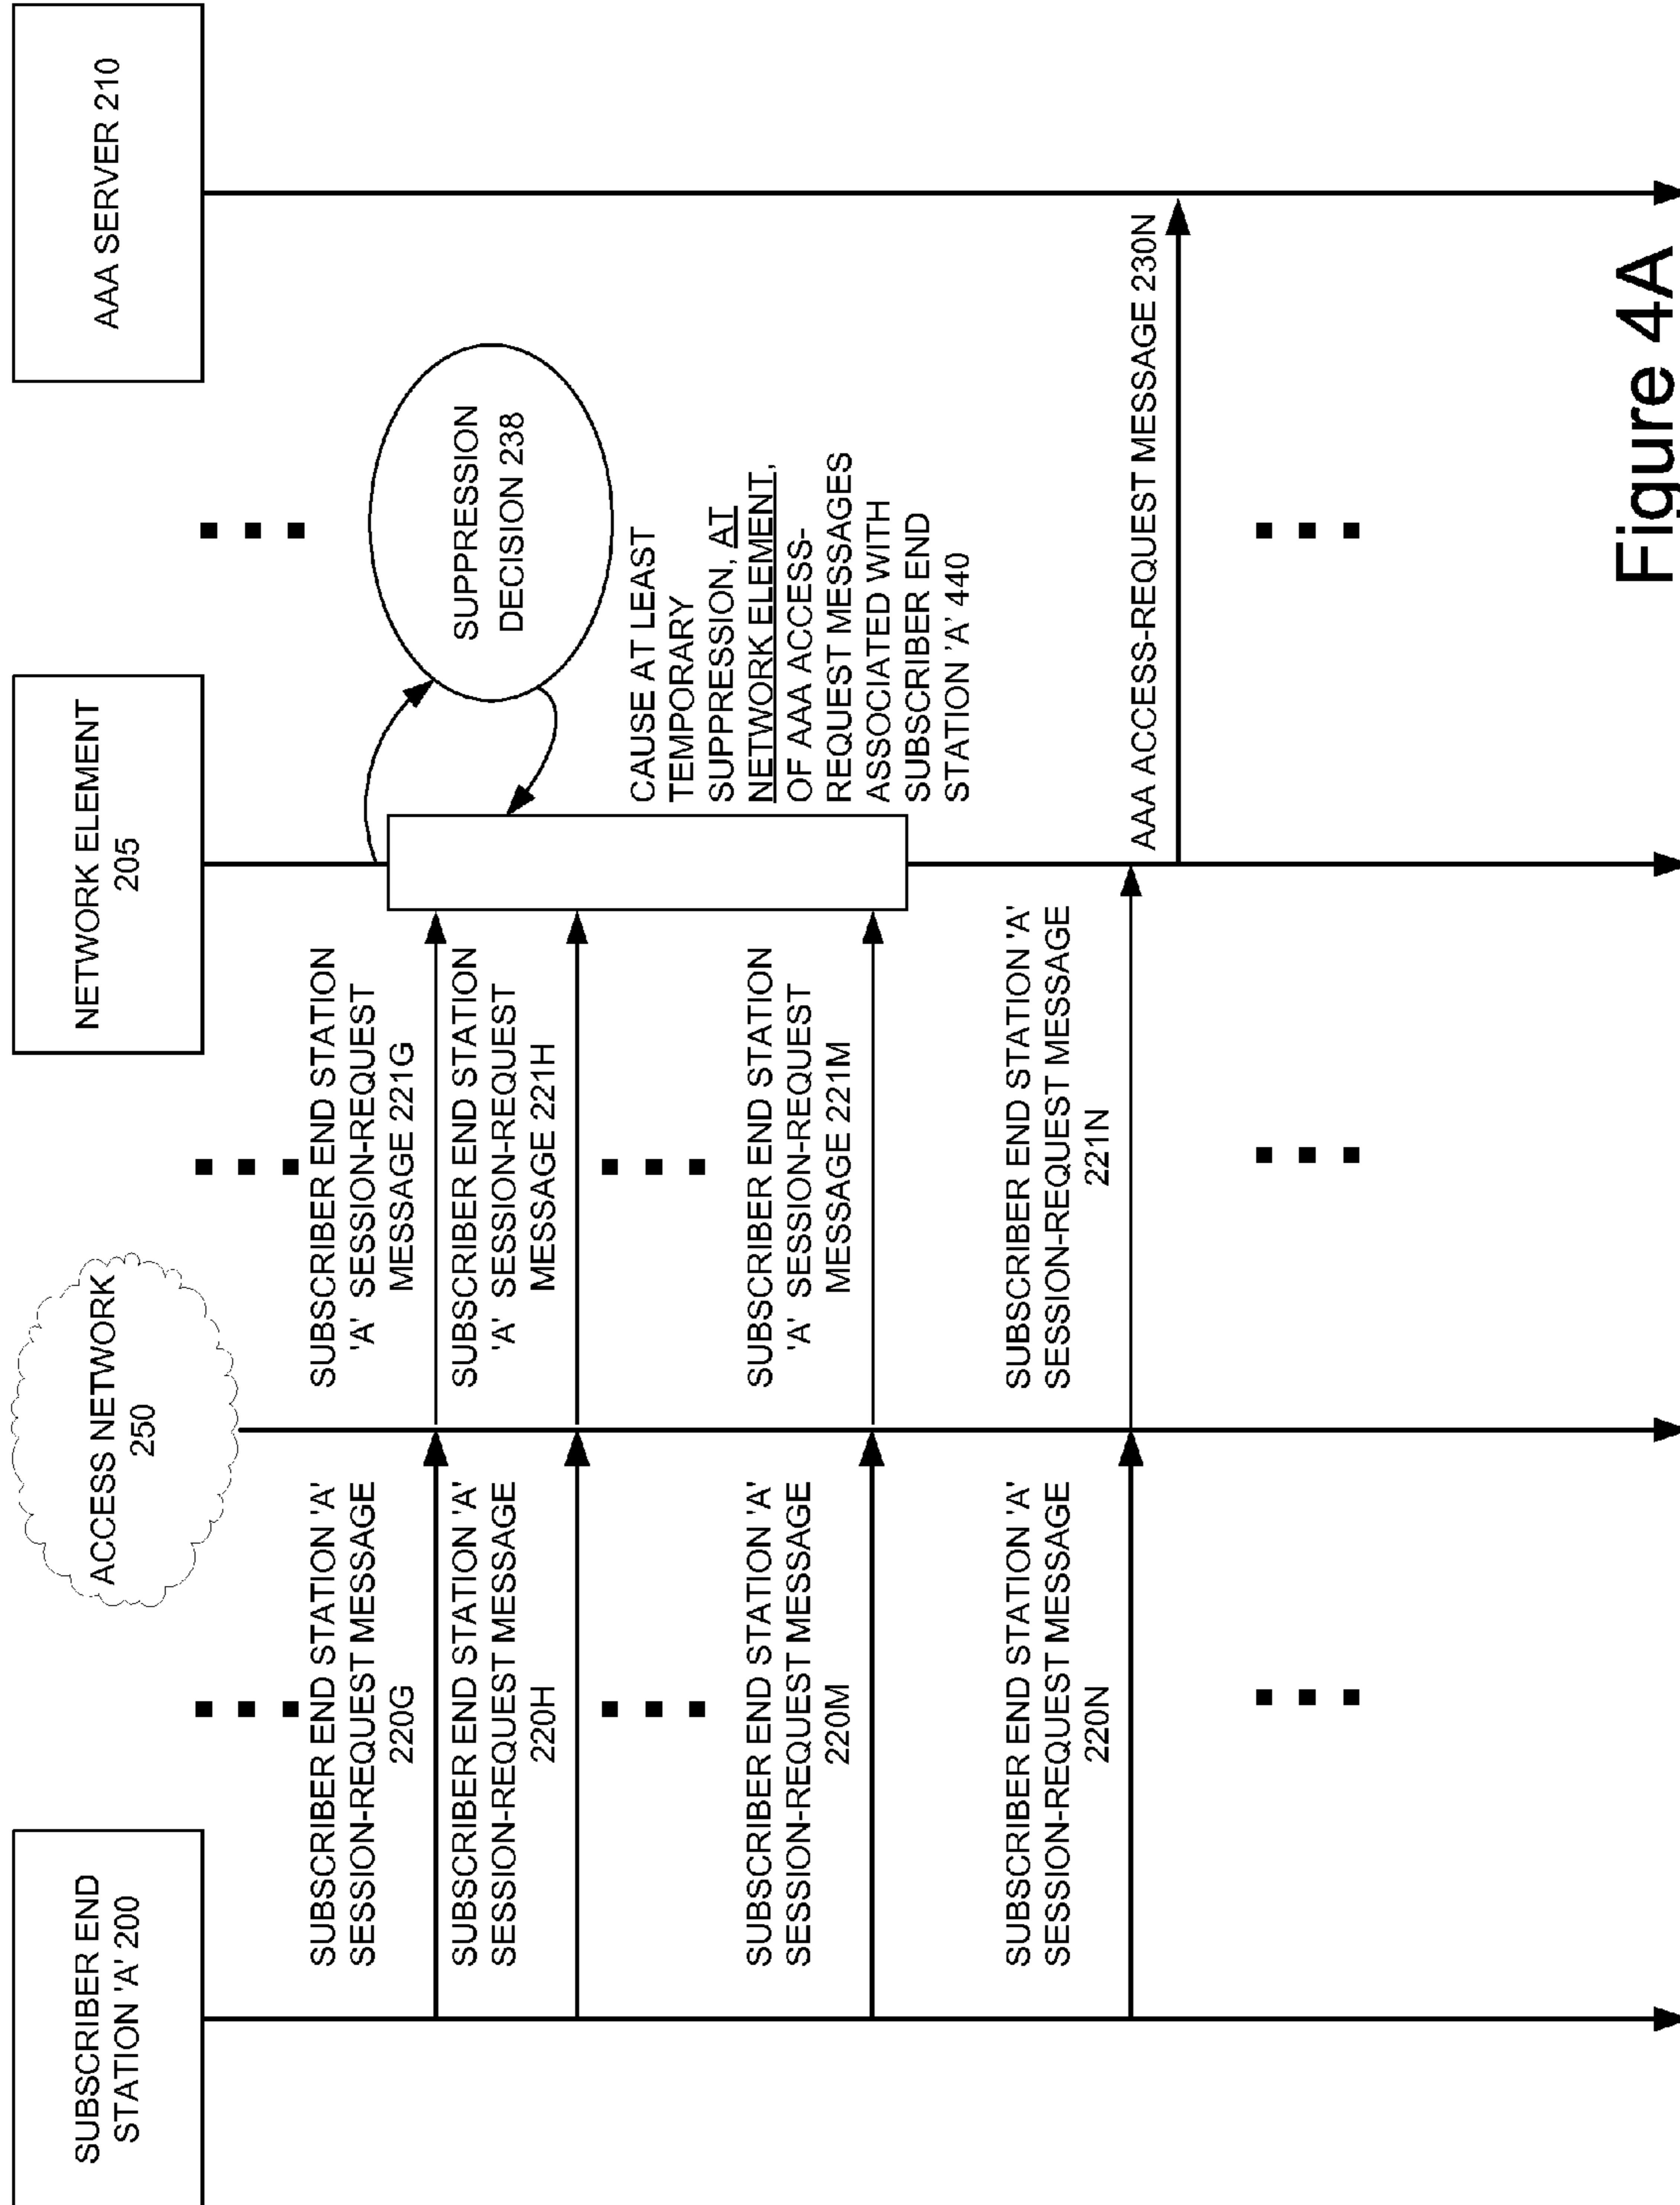 SUBSCRIBER END
STATION 'A' 200
ACCESS NETWORK
250
NETWORK ELEMENT
205
AAA SERVER 210
SUBSCRIBER END STATION 'A'
SESSION-REQUEST MESSAGE
220G
SUBSCRIBER END STATION
'A' SESSION-REQUEST
MESSAGE 221G
SUPPRESSION
DECISION 238
SUBSCRIBER END STATION 'A'
SESSION-REQUEST MESSAGE
220H
SUBSCRIBER END STATION
'A' SESSION-REQUEST
MESSAGE 221H
CAUSE AT LEAST
TEMPORARY
SUPPRESSION, AT
NETWORK ELEMENT,
OF AAA ACCESS-
REQUEST MESSAGES
ASSOCIATED WITH
SUBSCRIBER END
STATION 'A' 440
SUBSCRIBER END STATION 'A'
SESSION-REQUEST MESSAGE
220M
SUBSCRIBER END STATION
'A' SESSION-REQUEST
MESSAGE 221M
SUBSCRIBER END STATION 'A'
SESSION-REQUEST MESSAGE
220N
SUBSCRIBER END STATION 'A'
SESSION-REQUEST MESSAGE
221N
AAA ACCESS-REQUEST MESSAGE 230N
Figure 4A